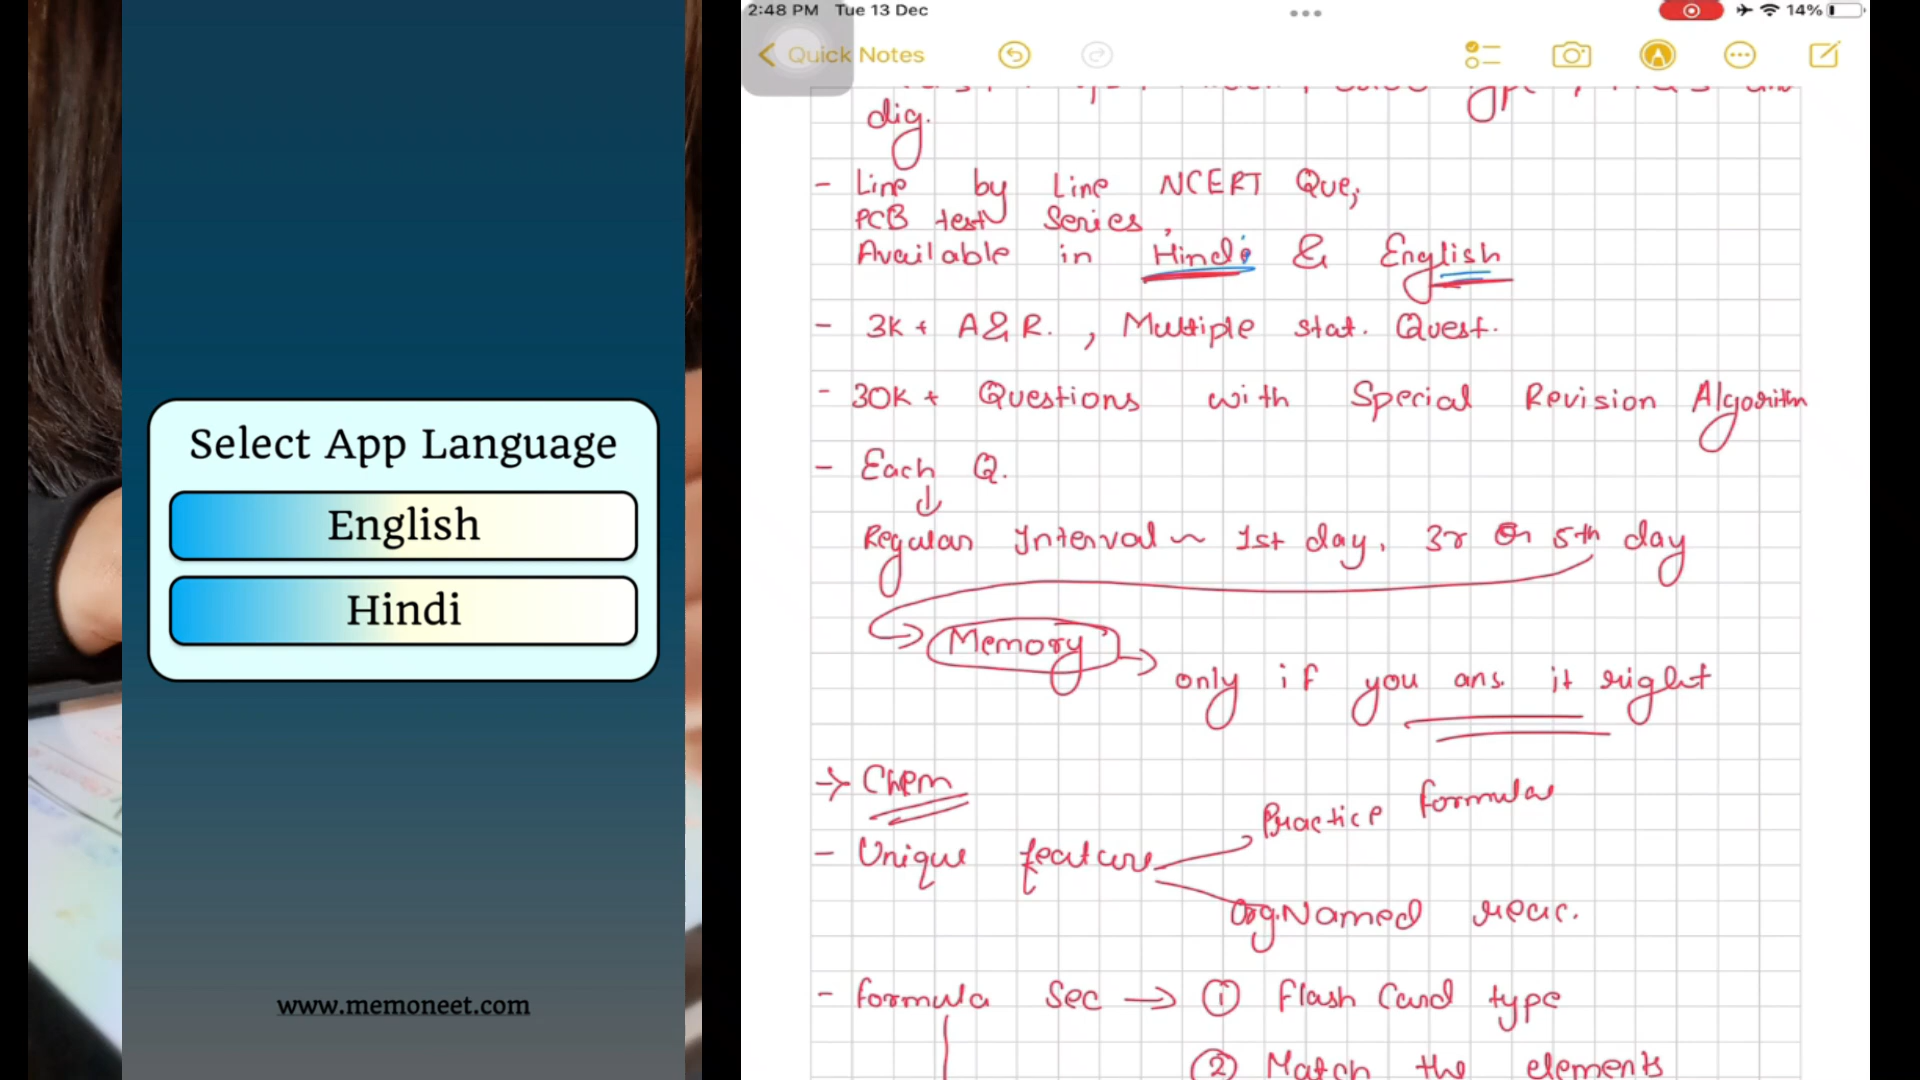 Select App Language
English
Hindi
www.memoneet.com
2:48 PM Tue 13 Dec
14%
Quick Notes
dig.
- Line by Line NCERT Que,
PCB test Series,
Available in Hindi & English
- 3K+ A&R., Multiple stat. Quest.
- 30K+ Questions with Special Revision Algorithm
- Each Q.
↓
Regular Interval ~ 1st day, 3r or 5th day
→ Memory → only if you ans. it right
→ Chem
Practice formulas
- Unique feature
Org. Named reac.
- formula Sec → ① Flash Card type
② Match the elements